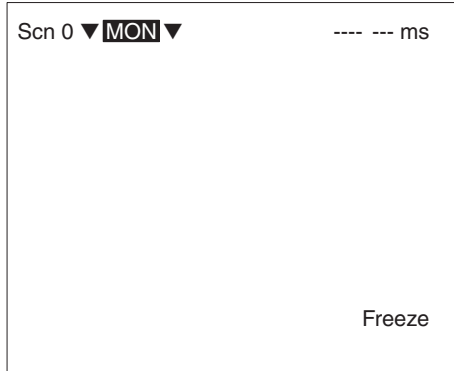 Scn 0 ▼ MON ▼ ---- --- ms
Freeze